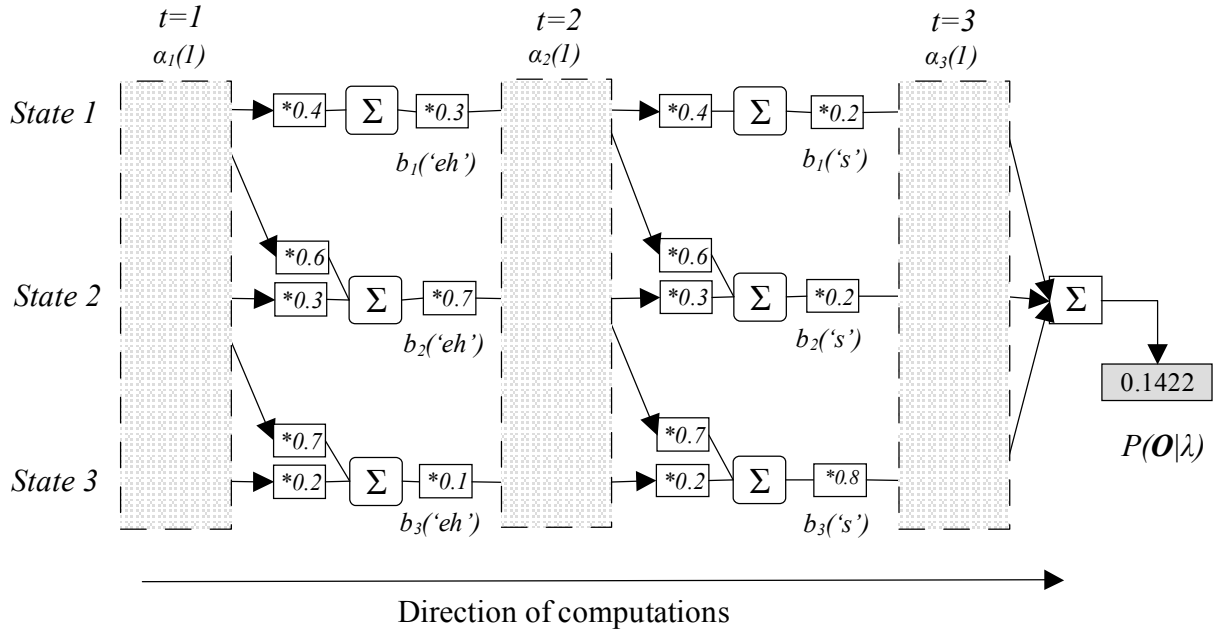 t=1 t=2 t=3
α1(1) α2(1) α3(1)
State 1 *0.4 Σ *0.3 *0.4 Σ *0.2
b1(‘eh’) b1(‘s’)
*0.6 *0.6
State 2 *0.3 Σ *0.7 *0.3 Σ *0.2 Σ
b2(‘eh’) b2(‘s’)
0.1422
*0.7 *0.7
P(O|λ)
State 3 *0.2 Σ *0.1 *0.2 Σ *0.8
b3(‘eh’) b3(‘s’)
Direction of computations